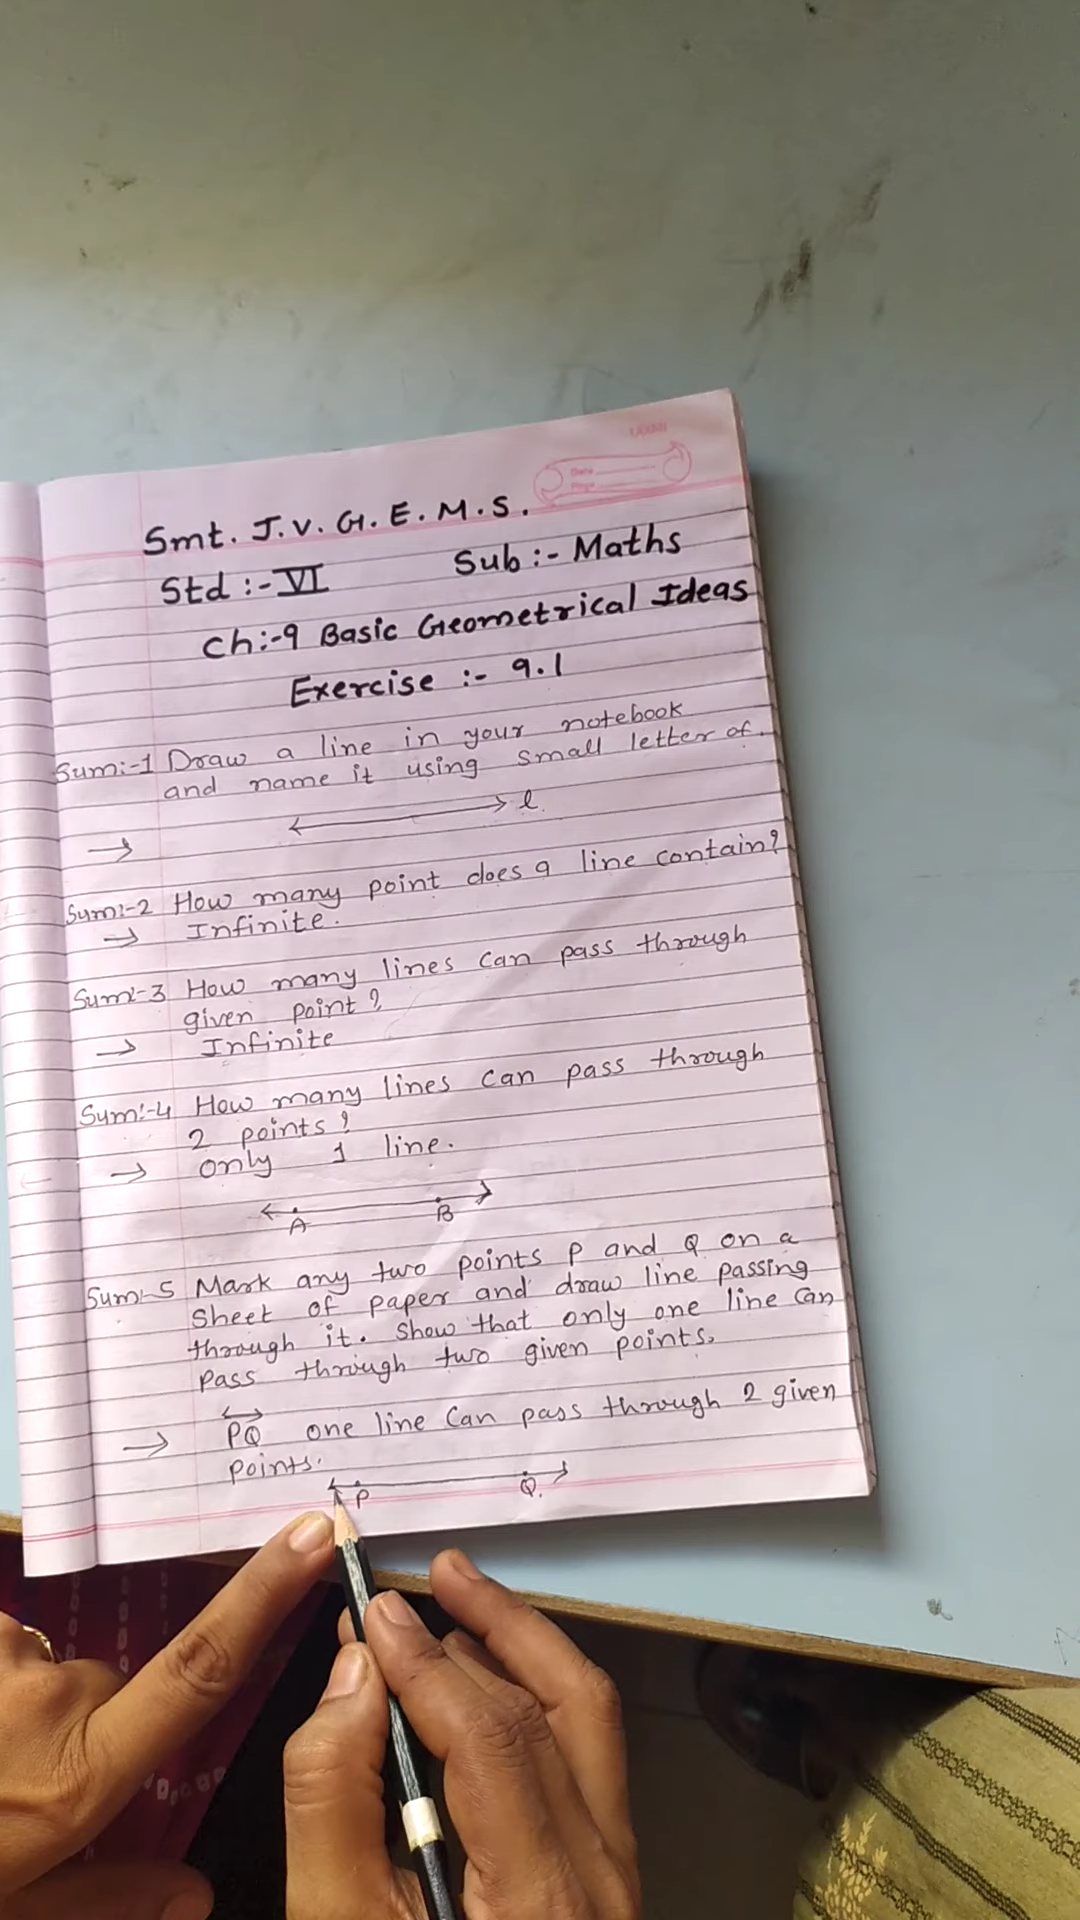 LAXMI
Date
Page
Smt. J.V.G.E.M.S.
Std :- VI Sub :- Maths
Ch:-9 Basic Geometrical Ideas
Exercise :- 9.1
Sum:-1 Draw a line in your notebook
and name it using small letter of.
→ l
Sum:-2 How many point does a line contain?
→ Infinite.
Sum:-3 How many lines can pass through
given point?
→ Infinite
Sum:-4 How many lines can pass through
2 points?
→ only 1 line.
A B
Sum:-5 Mark any two points P and Q on a
Sheet of paper and draw line passing
through it. Show that only one line can
pass through two given points.
→ PQ one line can pass through 2 given
points.
P Q.